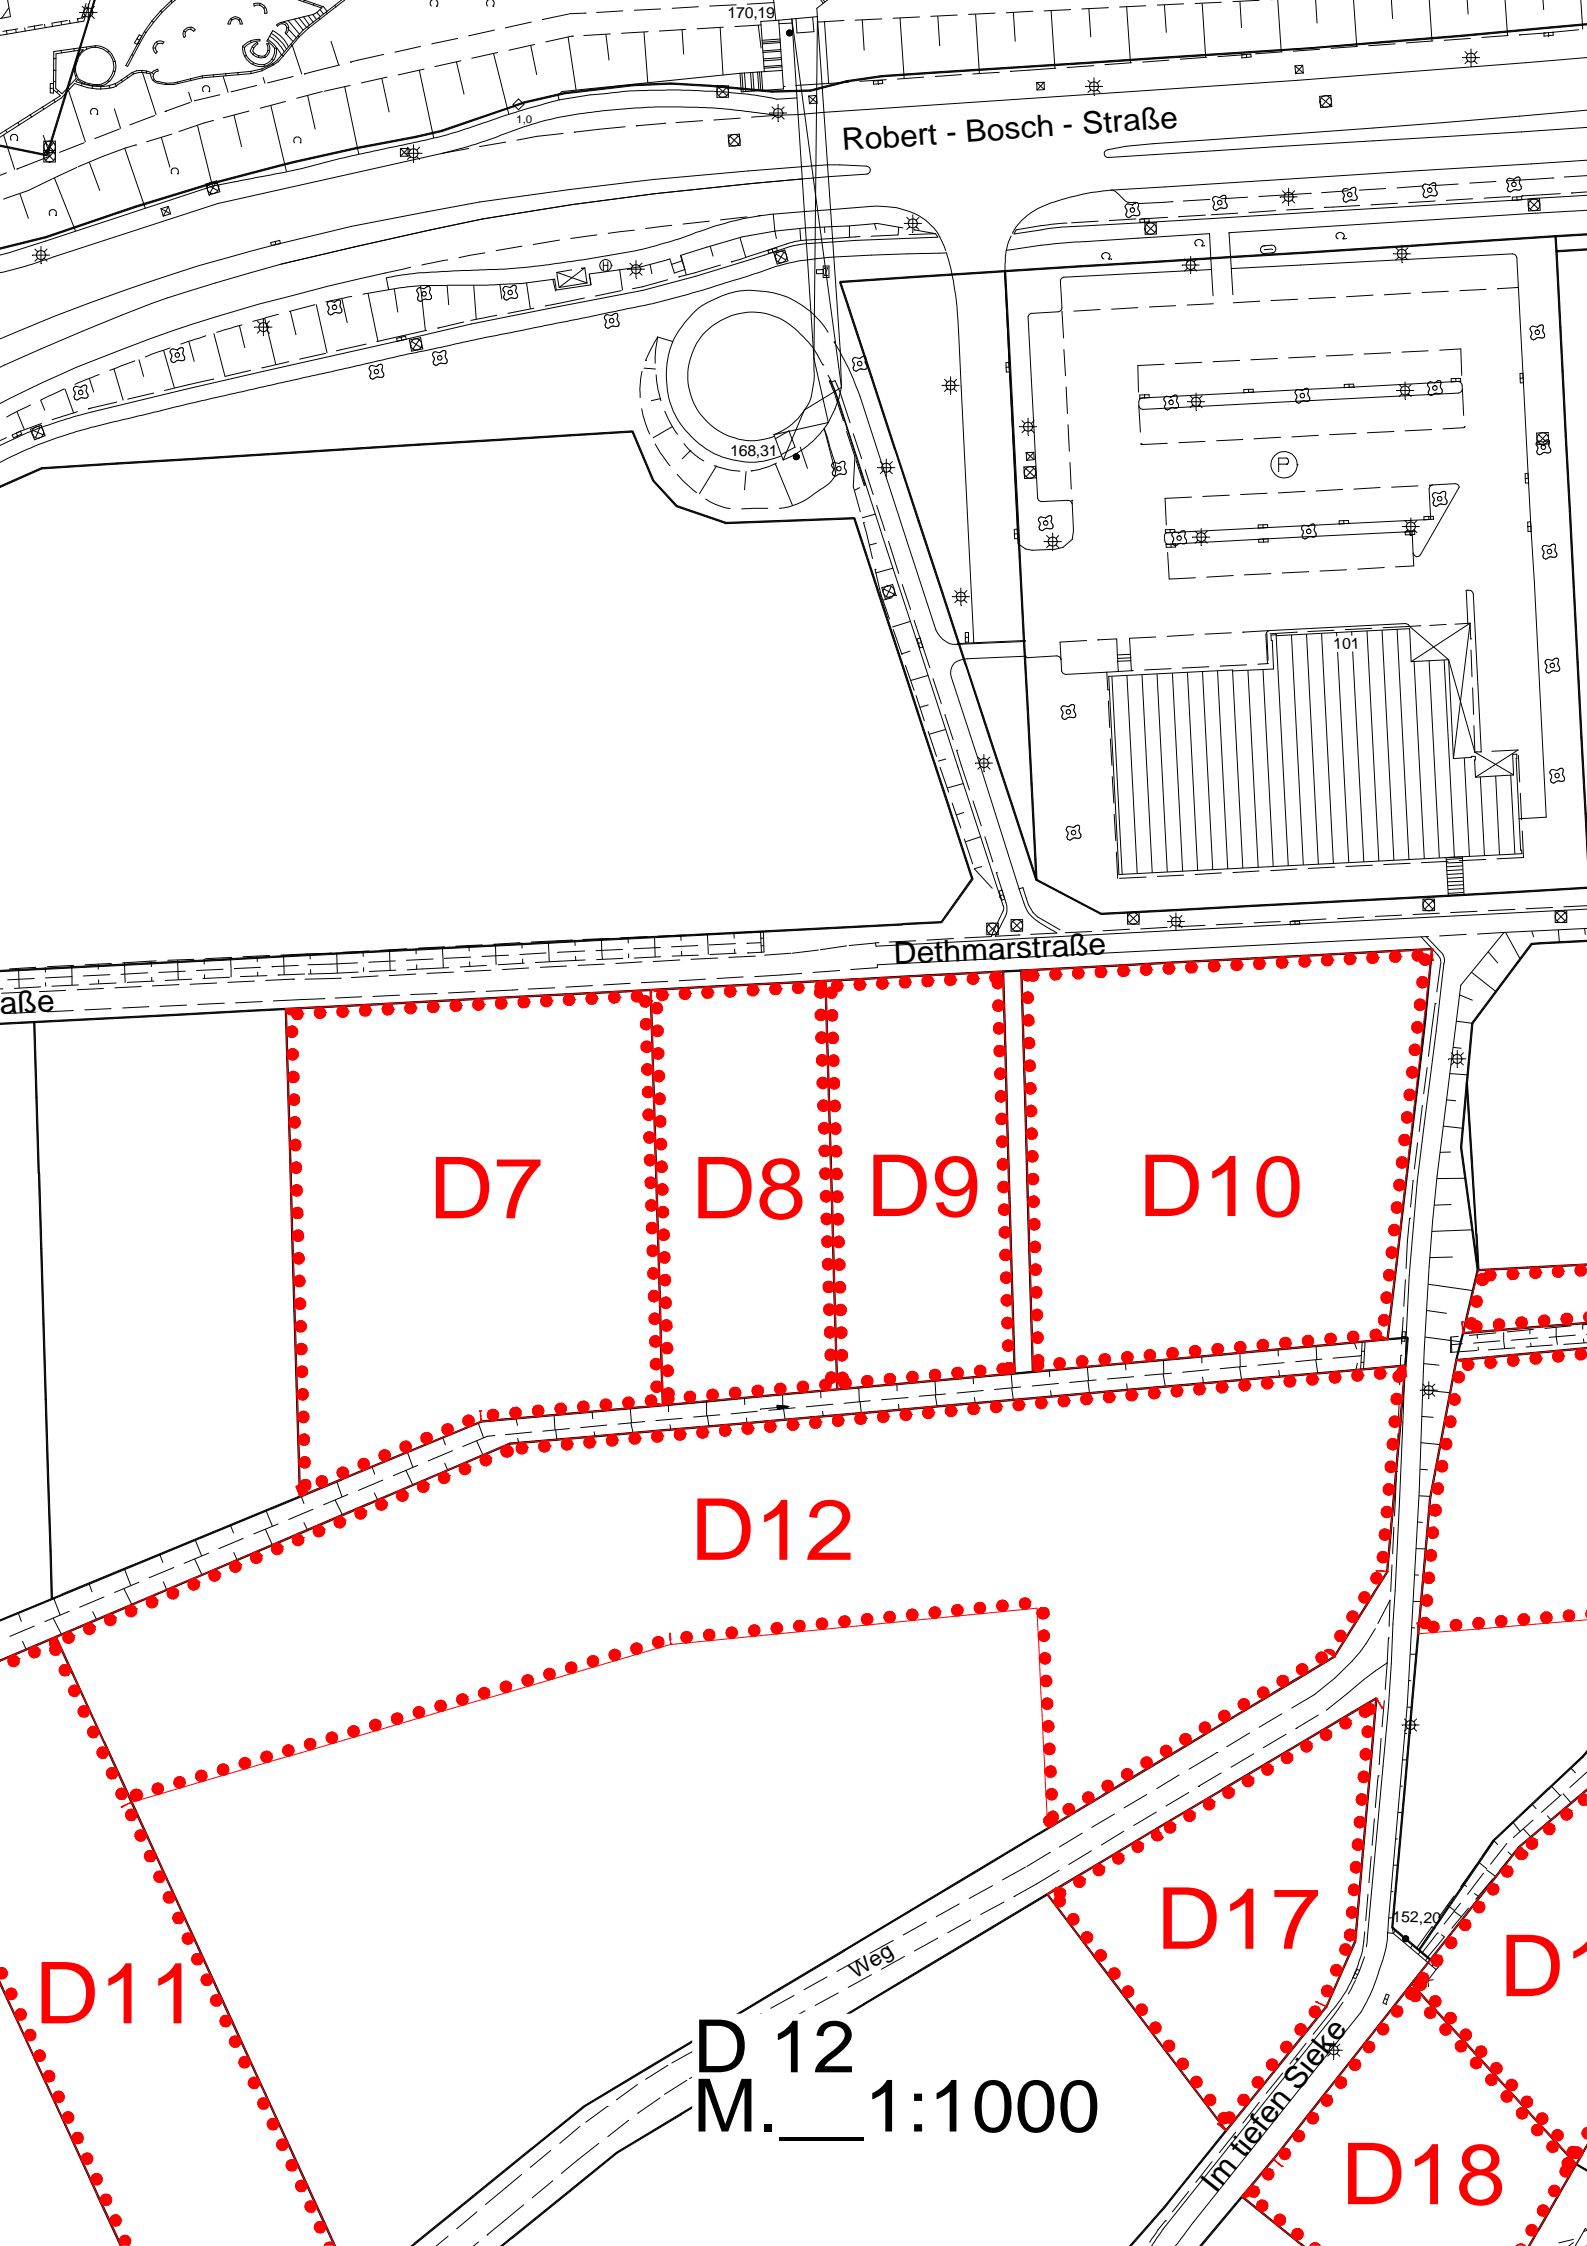 170,19
1,0
Robert - Bosch - Straße
H
168,31
P
101
Dethmarstraße
aße
D7
D8
D9
D10
D12
D17
152,20
D1
D11
Weg
D 12
M.__1:1000
Im tiefen Sieke
D18